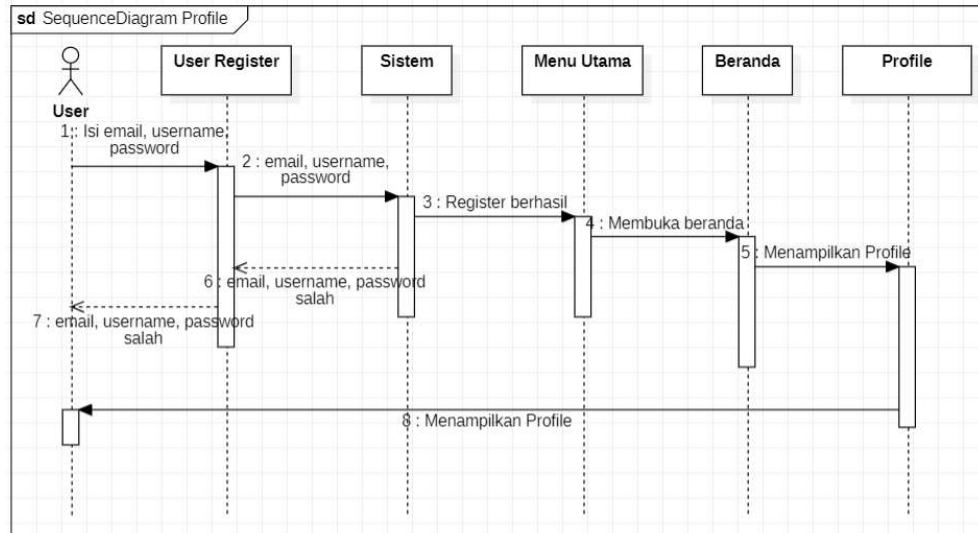 sd SequenceDiagram Profile
User Register
Sistem
Menu Utama
Beranda
Profile
User
1 : Isi email, username,
password
2 : email, username,
password
3 : Register berhasil
4 : Membuka beranda
5 : Menampilkan Profile
6 : email, username, password
salah
7 : email, username, password
salah
8 : Menampilkan Profile